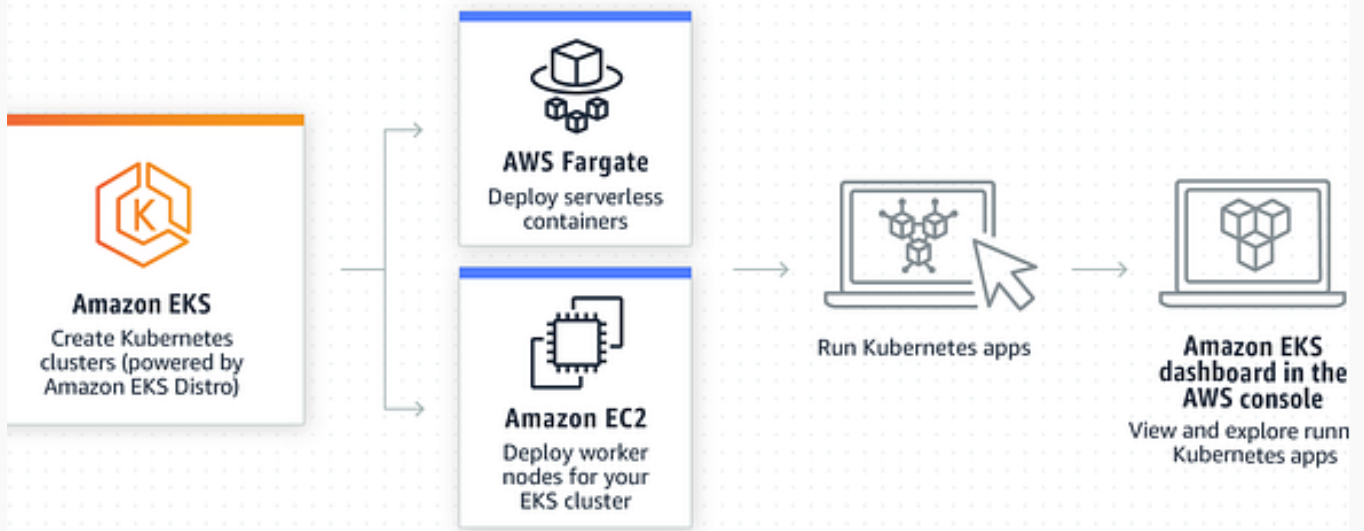 K
Amazon EKS
Create Kubernetes
clusters (powered by
Amazon EKS Distro)
AWS Fargate
Deploy serverless
containers
Amazon EC2
Deploy worker
nodes for your
EKS cluster
Run Kubernetes apps
Amazon EKS
dashboard in the
AWS console
View and explore
Kubernetes apps